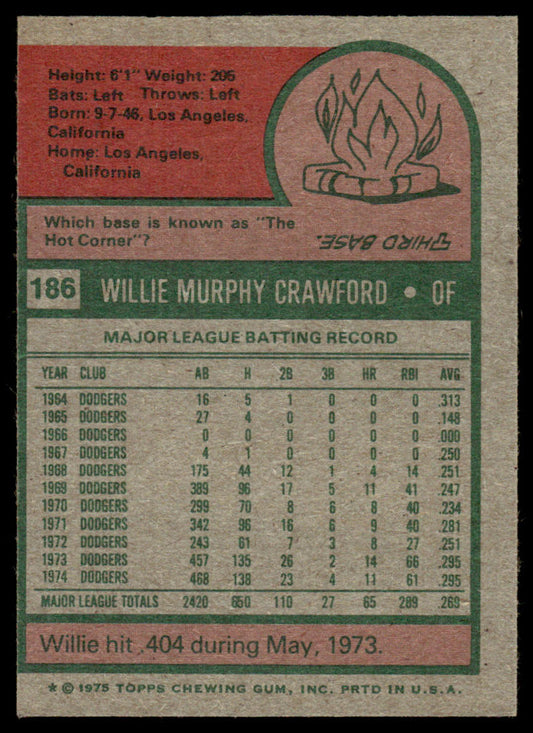 Height: 6'1" Weight: 205
Bats: Left Throws: Left
Born: 9-7-46, Los Angeles,
California
Home: Los Angeles,
California
Which base is known as "The
Hot Corner"?
THIRD BASE.
186 WILLIE MURPHY CRAWFORD • OF
MAJOR LEAGUE BATTING RECORD
YEAR CLUB AB H 2B 3B HR RBI AVG
1964 DODGERS 16 5 1 0 0 0 .313
1965 DODGERS 27 4 0 0 0 0 .148
1966 DODGERS 0 0 0 0 0 0 .000
1967 DODGERS 4 1 0 0 0 0 .250
1968 DODGERS 175 44 12 1 4 14 .251
1969 DODGERS 389 96 17 5 11 41 .247
1970 DODGERS 299 70 8 6 8 40 .234
1971 DODGERS 342 96 16 6 9 40 .281
1972 DODGERS 243 61 7 3 8 27 .251
1973 DODGERS 457 135 26 2 14 66 .295
1974 DODGERS 468 138 23 4 11 61 .295
MAJOR LEAGUE TOTALS 2420 650 110 27 65 289 .269
Willie hit .404 during May, 1973.
* © 1975 TOPPS CHEWING GUM, INC. PRTD IN U.S.A.